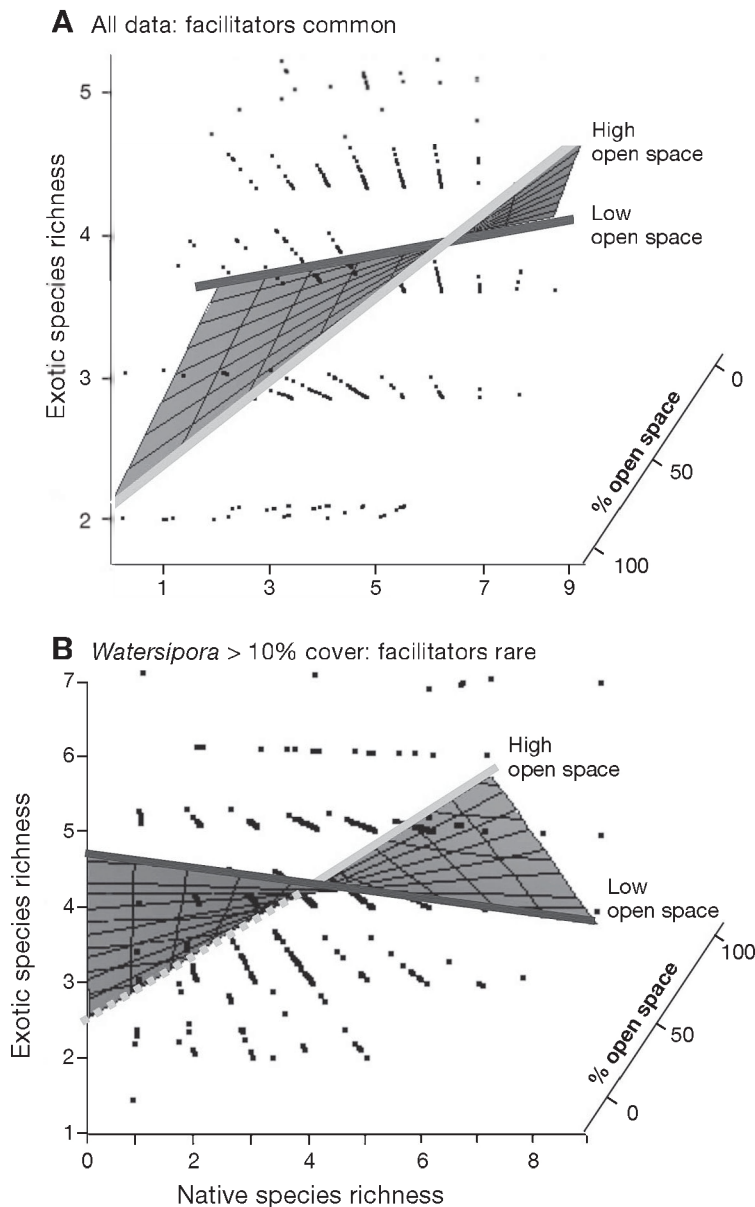 A All data: facilitators common
5
4
3
2
Exotic species richness
High
open space
Low
open space
% open space
0
50
100
1 3 5 7 9
B Watersipora > 10% cover: facilitators rare
7
6
5
4
3
2
1
Exotic species richness
High
open space
Low
open space
% open space
100
50
0
0 2 4 6 8
Native species richness